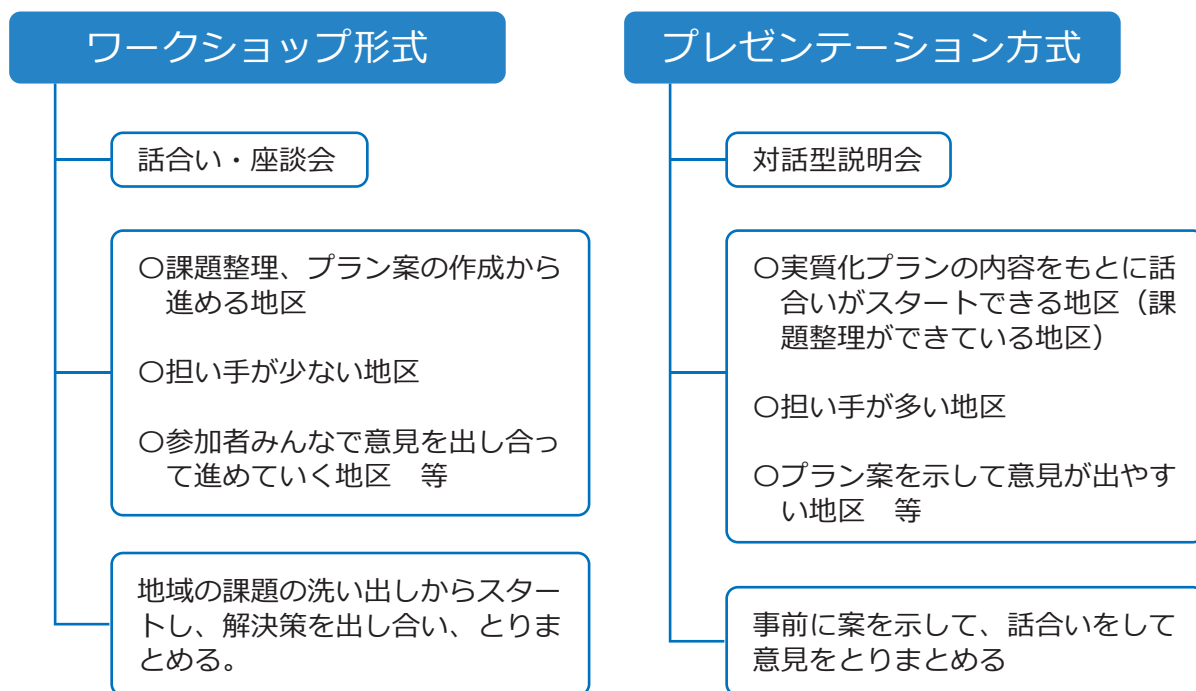 ワークショップ形式
話合い・座談会
〇課題整理、プラン案の作成から
進める地区
〇担い手が少ない地区
〇参加者みんなで意見を出し合っ
て進めていく地区　等
地域の課題の洗い出しからスター
トし、解決策を出し合い、とりま
とめる。
プレゼンテーション方式
対話型説明会
〇実質化プランの内容をもとに話
合いがスタートできる地区（課
題整理ができている地区）
〇担い手が多い地区
〇プラン案を示して意見が出やす
い地区　等
事前に案を示して、話合いをして
意見をとりまとめる